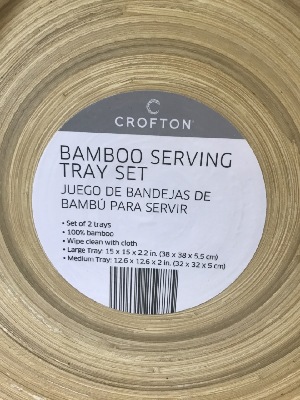 CROFTON
BAMBOO SERVING
TRAY SET
JUEGO DE BANDEJAS DE
BAMBÚ PARA SERVIR
• Set of 2 trays
• 100% bamboo
• Wipe clean with cloth
• Large Tray: 15 x 15 x 2.2 in. (38 x 38 x 5.5 cm)
• Medium Tray: 12.6 x 12.6 x 2 in. (32 x 32 x 5 cm)